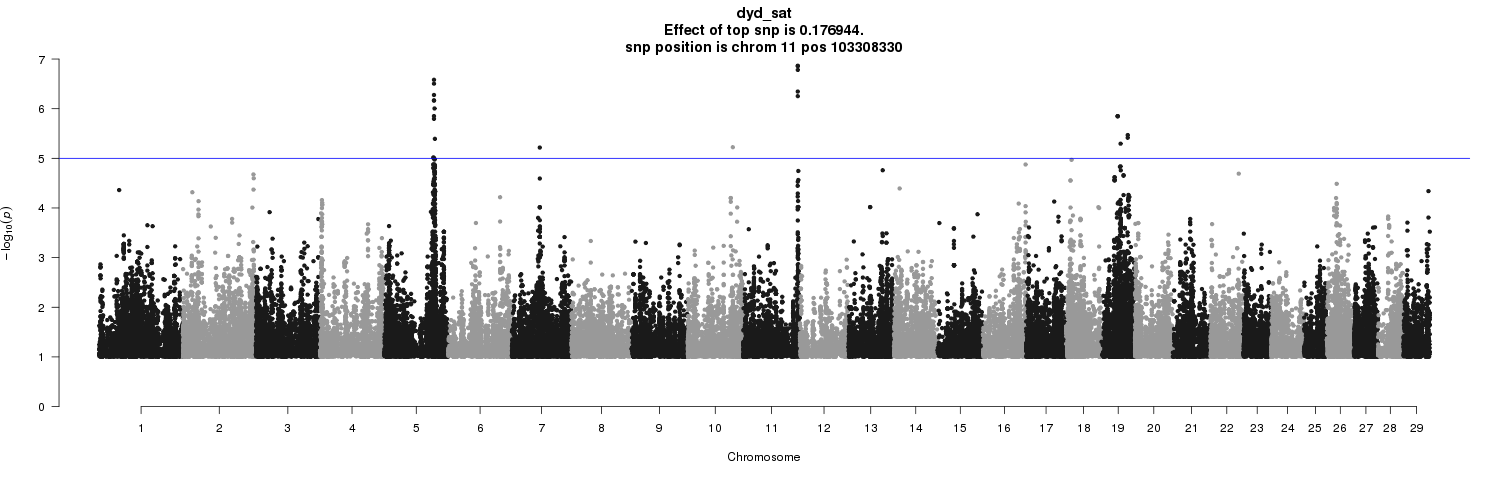 dyd_sat
Effect of top snp is 0.176944.
snp position is chrom 11 pos 103308330
7
6
5
4
3
2
1
0
−log10(p)
1 2 3 4 5 6 7 8 9 10 11 12 13 14 15 16 17 18 19 20 21 22 23 24 25 26 27 28 29
Chromosome